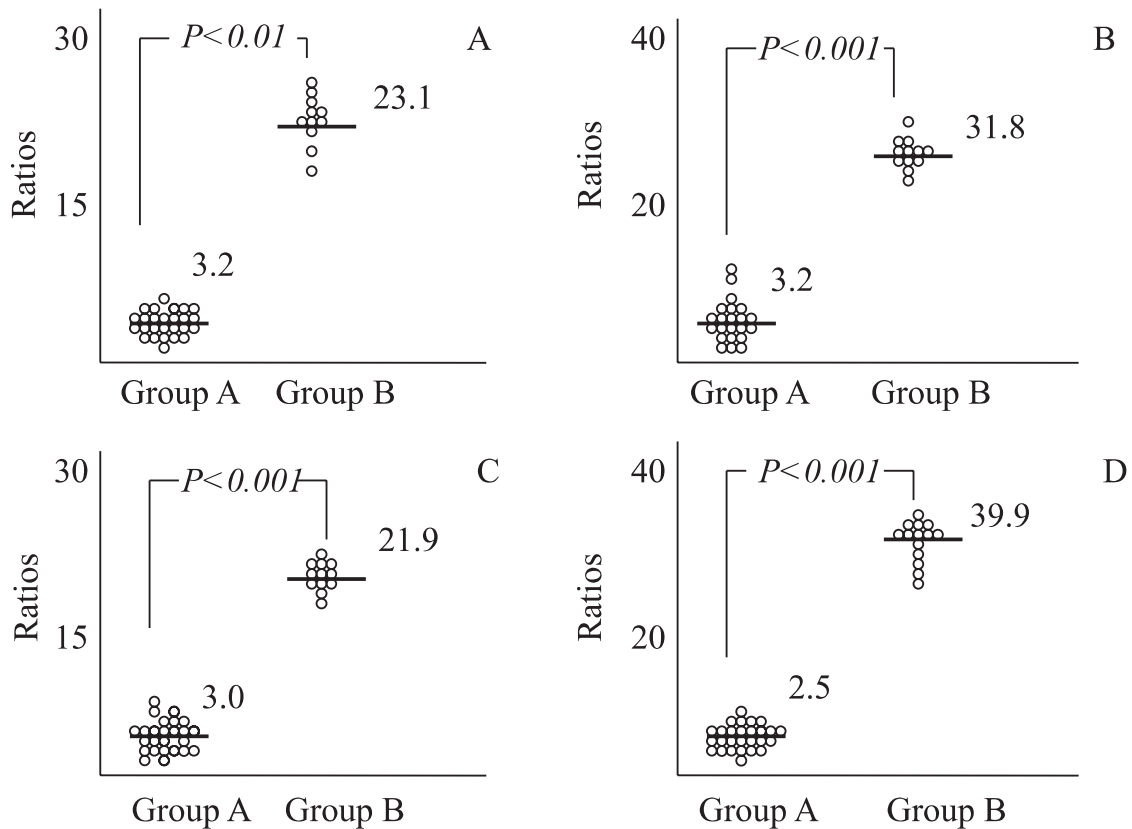 30
P<0.01
A
23.1
Ratios
15
3.2
Group A Group B
40
P<0.001
B
31.8
Ratios
20
3.2
Group A Group B
30
P<0.001
C
21.9
Ratios
15
3.0
Group A Group B
40
P<0.001
D
39.9
Ratios
20
2.5
Group A Group B